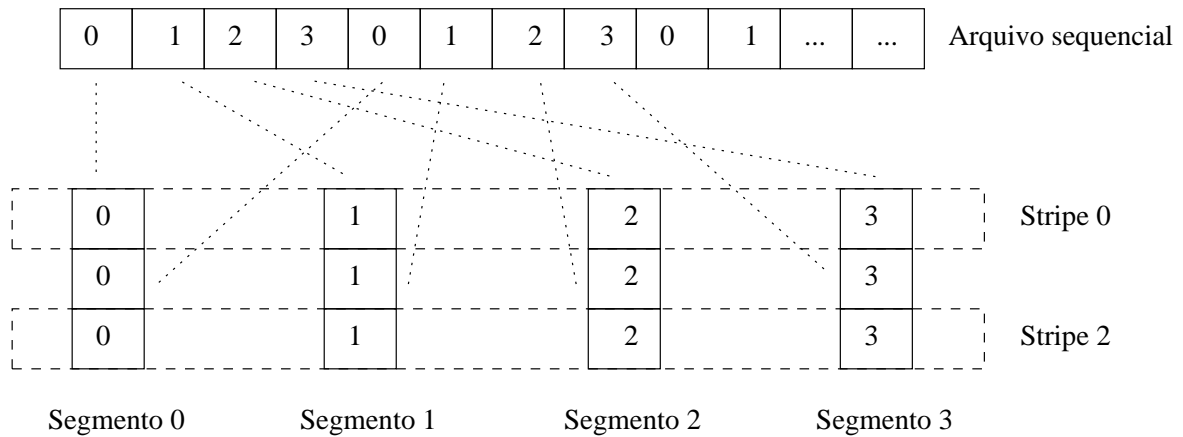 0 1 2 3 0 1 2 3 0 1 ... ... Arquivo sequencial
0 1 2 3 Stripe 0
0 1 2 3
0 1 2 3 Stripe 2
Segmento 0 Segmento 1 Segmento 2 Segmento 3